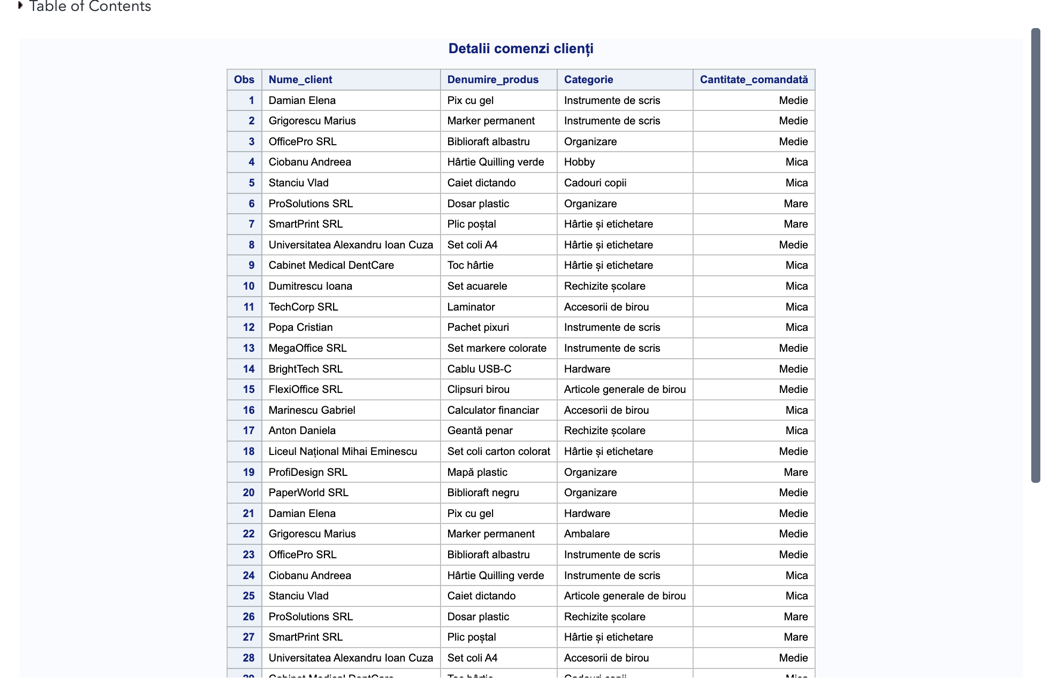 Table of Contents
Detalii comenzi clienți
Obs Nume_client Denumire_produs Categorie Cantitate_comandată
1 Damian Elena Pix cu gel Instrumente de scris Medie
2 Grigorescu Marius Marker permanent Instrumente de scris Medie
3 OfficePro SRL Biblioraft albastru Organizare Medie
4 Ciobanu Andreea Hârtie Quilling verde Hobby Mica
5 Stanciu Vlad Caiet dictando Cadouri copii Mica
6 ProSolutions SRL Dosar plastic Organizare Mare
7 SmartPrint SRL Plic poștal Hârtie și etichetare Mare
8 Universitatea Alexandru Ioan Cuza Set coli A4 Hârtie și etichetare Medie
9 Cabinet Medical DentCare Toc hârtie Hârtie și etichetare Mica
10 Dumitrescu Ioana Set acuarele Rechizite școlare Mica
11 TechCorp SRL Laminator Accesorii de birou Mica
12 Popa Cristian Pachet pixuri Instrumente de scris Mica
13 MegaOffice SRL Set markere colorate Instrumente de scris Medie
14 BrightTech SRL Cablu USB-C Hardware Medie
15 FlexiOffice SRL Clipsuri birou Articole generale de birou Medie
16 Marinescu Gabriel Calculator financiar Accesorii de birou Mica
17 Anton Daniela Geantă penar Rechizite școlare Mica
18 Liceul Național Mihai Eminescu Set coli carton colorat Hârtie și etichetare Medie
19 ProfiDesign SRL Mapă plastic Organizare Mare
20 PaperWorld SRL Biblioraft negru Organizare Medie
21 Damian Elena Pix cu gel Hardware Medie
22 Grigorescu Marius Marker permanent Ambalare Medie
23 OfficePro SRL Biblioraft albastru Instrumente de scris Medie
24 Ciobanu Andreea Hârtie Quilling verde Instrumente de scris Mica
25 Stanciu Vlad Caiet dictando Articole generale de birou Mica
26 ProSolutions SRL Dosar plastic Rechizite școlare Mare
27 SmartPrint SRL Plic poștal Hârtie și etichetare Mare
28 Universitatea Alexandru Ioan Cuza Set coli A4 Accesorii de birou Medie